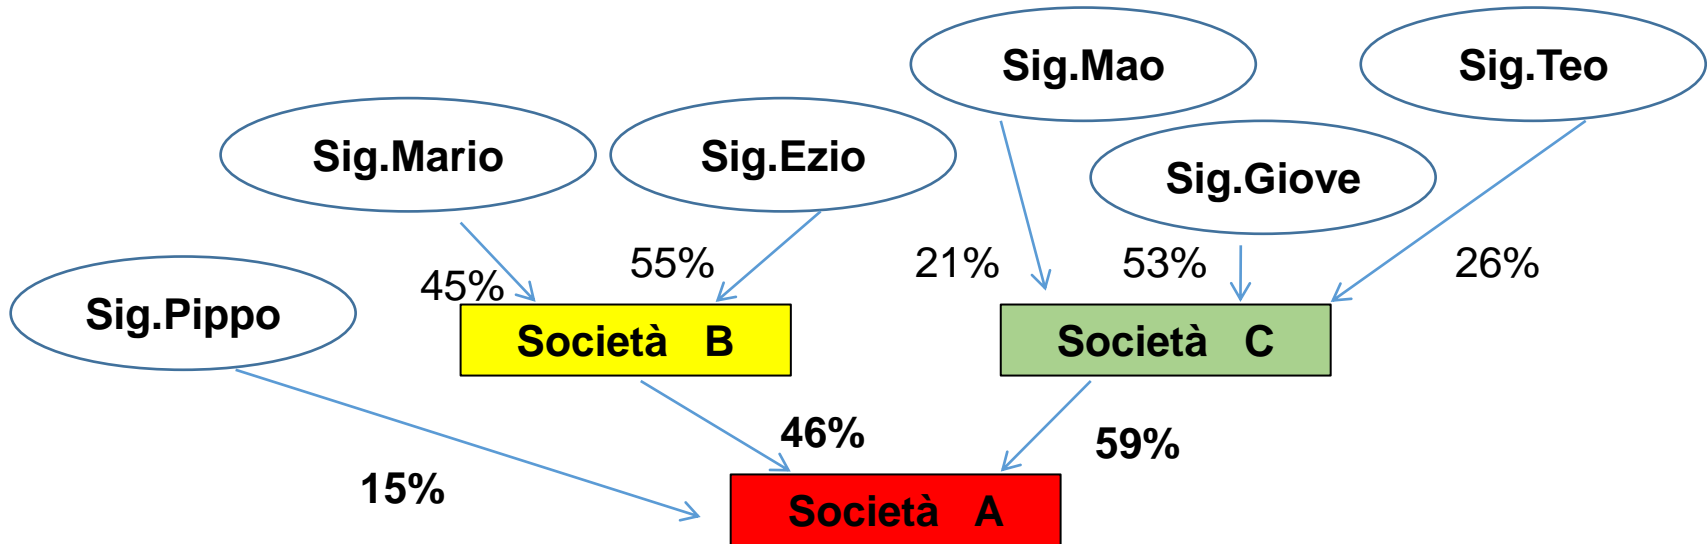 Sig.Mao
Sig.Teo
Sig.Mario
Sig.Ezio
Sig.Giove
45%
55%
21%
53%
26%
Sig.Pippo
Società B
Società C
46%
59%
15%
Società A